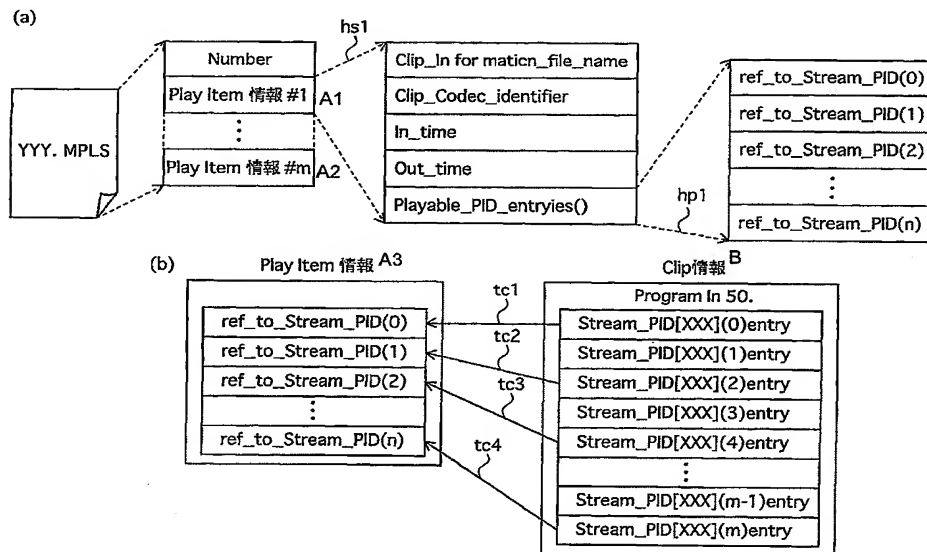 (a)
YYY. MPLS
Number
Play Item 情報 #1
A1
⋮
Play Item 情報 #m
A2
hs1
Clip_In for maticn_file_name
Clip_Codec_identifier
In_time
Out_time
Playable_PID_entryies()
hp1
ref_to_Stream_PID(0)
ref_to_Stream_PID(1)
ref_to_Stream_PID(2)
⋮
ref_to_Stream_PID(n)
(b)
Play Item 情報 A3
ref_to_Stream_PID(0)
ref_to_Stream_PID(1)
ref_to_Stream_PID(2)
⋮
ref_to_Stream_PID(n)
tc1
tc2
tc3
tc4
Clip情報 B
Program In 50.
Stream_PID[XXX](0)entry
Stream_PID[XXX](1)entry
Stream_PID[XXX](2)entry
Stream_PID[XXX](3)entry
Stream_PID[XXX](4)entry
⋮
Stream_PID[XXX](m-1)entry
Stream_PID[XXX](m)entry